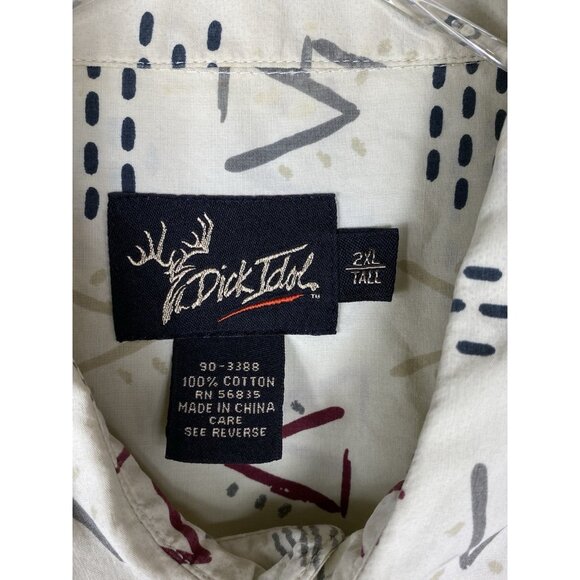 Dick Idol ™
2XL
TALL
90-3388
100% COTTON
RN 56835
MADE IN CHINA
CARE
SEE REVERSE